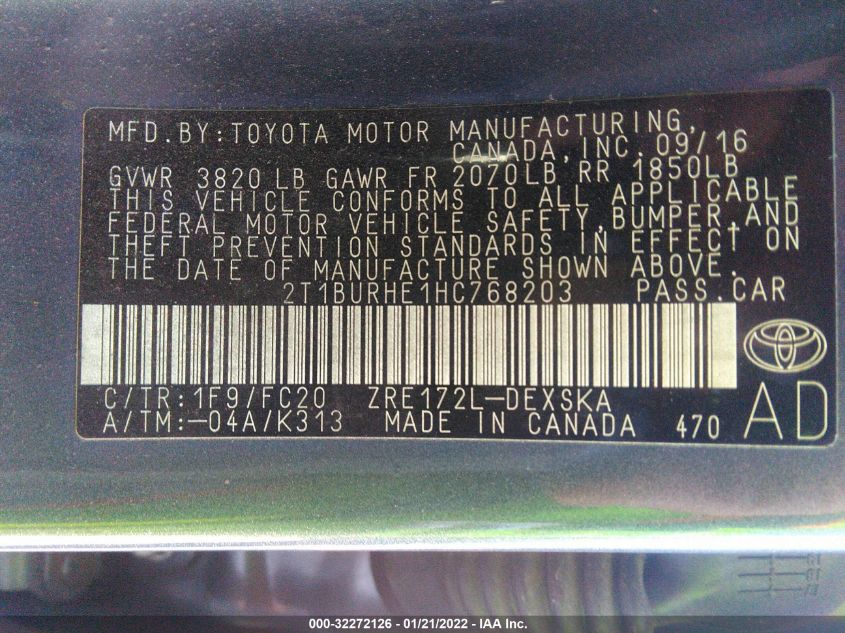 MFD. BY: TOYOTA MOTOR MANUFACTURING,
CANADA, INC. 09/16
GVWR 3820 LB GAWR FR 2070LB RR 1850LB
THIS VEHICLE CONFORMS TO ALL APPLICABLE
FEDERAL MOTOR VEHICLE SAFETY, BUMPER, AND
THEFT PREVENTION STANDARDS IN EFFECT ON
THE DATE OF MANUFACTURE SHOWN ABOVE.
2T1BURHE1HC768203 PASS.CAR
C/TR:1F9/FC20 ZRE172L-DEXSKA
A/TM:-04A/K313 MADE IN CANADA 470 AD
000-32272126 - 01/21/2022 - IAA Inc.